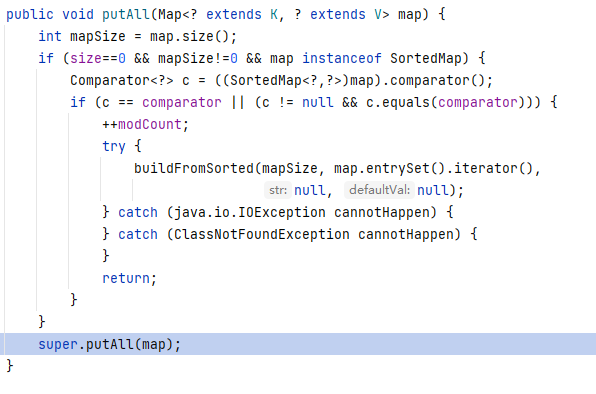 public void putAll(Map<? extends K, ? extends V> map) {
    int mapSize = map.size();
    if (size==0 && mapSize!=0 && map instanceof SortedMap) {
        Comparator<?> c = ((SortedMap<?,?>)map).comparator();
        if (c == comparator || (c != null && c.equals(comparator))) {
            ++modCount;
            try {
                buildFromSorted(mapSize, map.entrySet().iterator(),
                                str: null, defaultVal: null);
            } catch (java.io.IOException cannotHappen) {
            } catch (ClassNotFoundException cannotHappen) {
            }
            return;
        }
    }
    super.putAll(map);
}